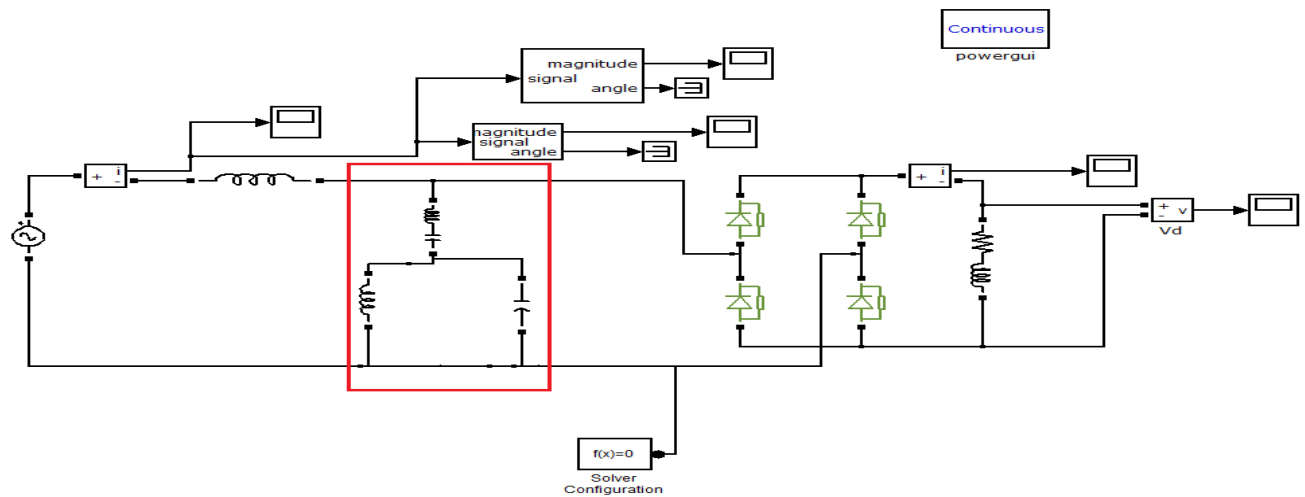 Continuous
powergui
magnitude
signal
angle
magnitude
signal
angle
+
i
-
+
i
-
+
-
v
Vd
f(x)=0
Solver
Configuration